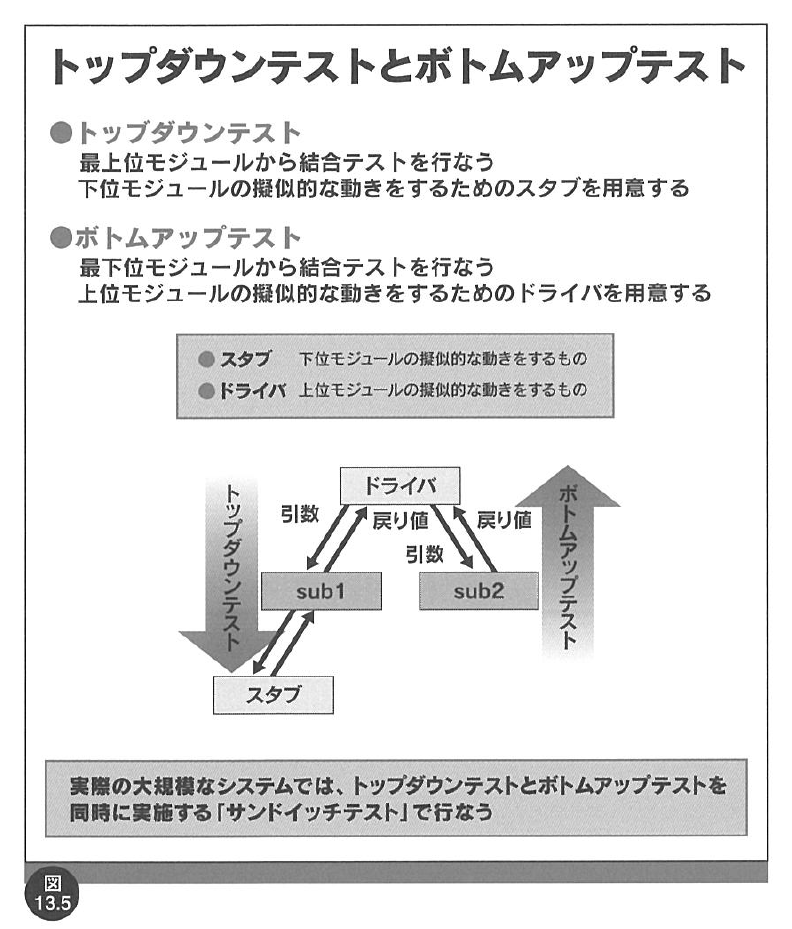 トップダウンテストとボトムアップテスト
●トップダウンテスト
最上位モジュールから結合テストを行なう
下位モジュールの擬似的な動きをするためのスタブを用意する
●ボトムアップテスト
最下位モジュールから結合テストを行なう
上位モジュールの擬似的な動きをするためのドライバを用意する
●スタブ 下位モジュールの擬似的な動きをするもの
●ドライバ 上位モジュールの擬似的な動きをするもの
トップダウンテスト
ドライバ
ボトムアップテスト
引数
戻り値
引数
戻り値
sub1
sub2
スタブ
実際の大規模なシステムでは、トップダウンテストとボトムアップテストを
同時に実施する「サンドイッチテスト」で行なう
図
13.5